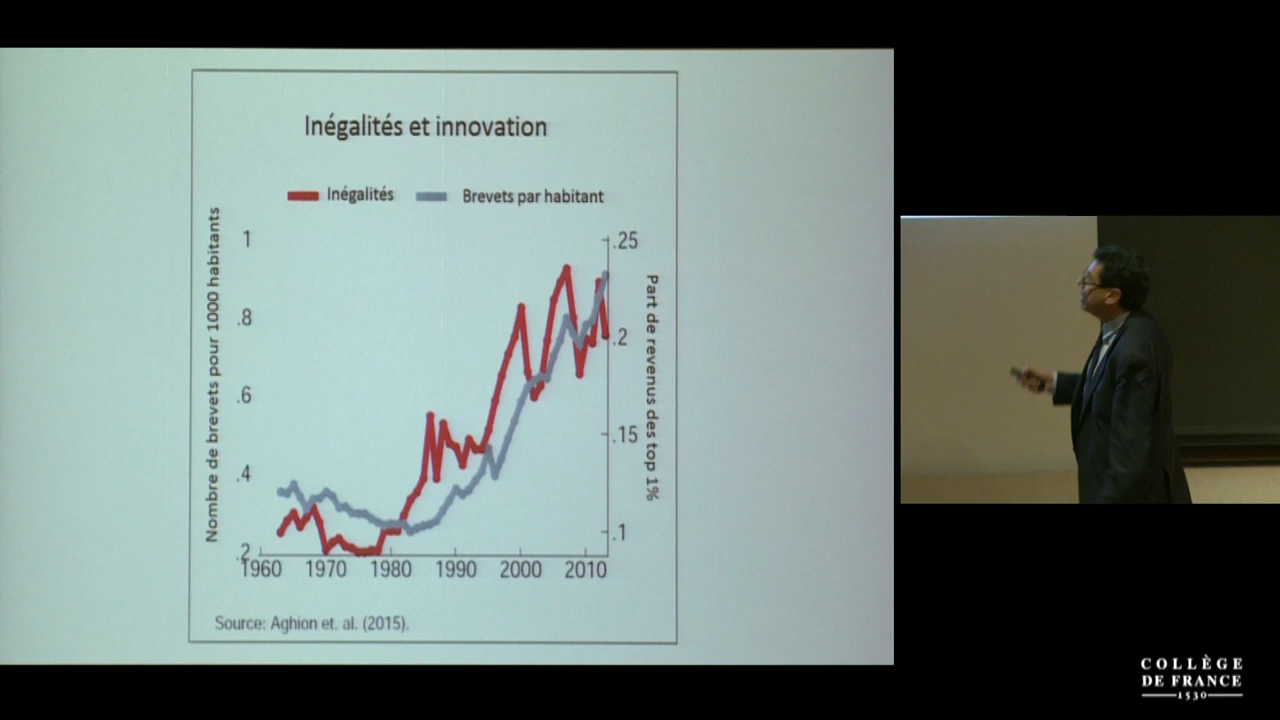 Inégalités et innovation
Inégalités
Brevets par habitant
Nombre de brevets pour 1000 habitants
1
.8
.6
.4
.2
.25
.2
.15
.1
Part de revenus des top 1%
1960 1970 1980 1990 2000 2010
Source: Aghion et. al. (2015).
COLLÈGE
DE FRANCE
1530